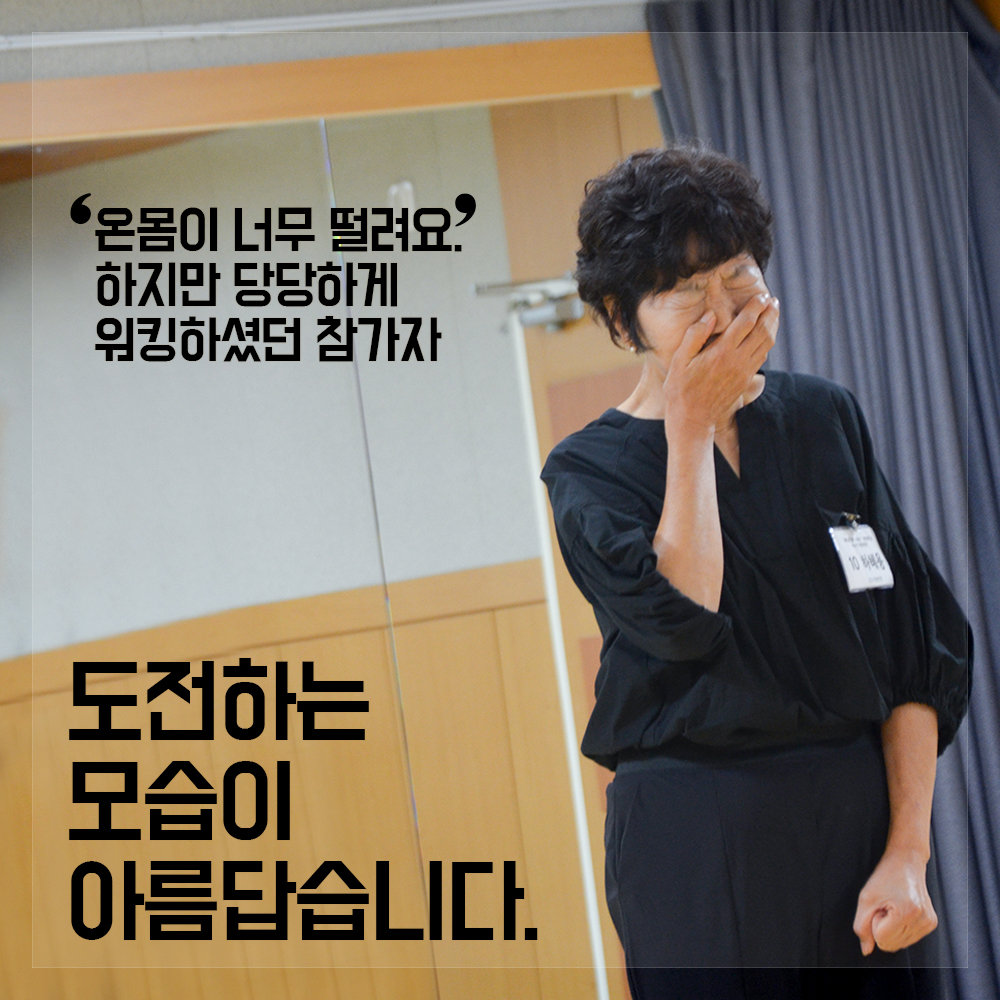 ‘온몸이 너무 떨려요.’
하지만 당당하게
워킹하셨던 참가자
10
도전하는
모습이
아름답습니다.